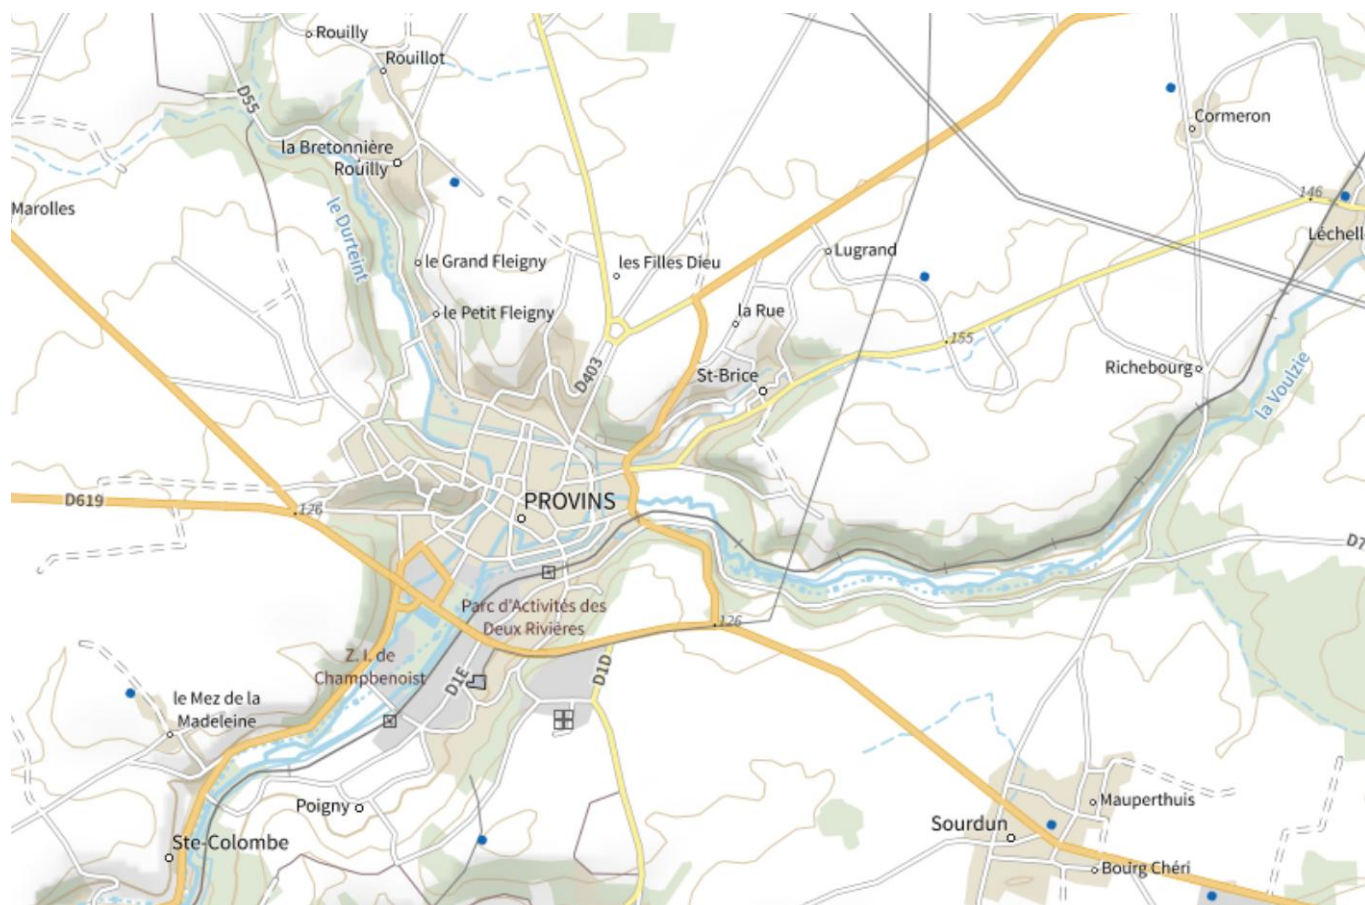 Rouilly
Rouillot
D55
Cormeron
la Bretonnière
Rouilly
146
Marolles
le Durteint
Léchell
Lugrand
le Grand Fleigny
les Filles Dieu
le Petit Fleigny
la Rue
155
D403
St-Brice
Richebourg
la Voulzie
D619
126
PROVINS
D7
Parc d'Activités des
Deux Rivières
126
Z. I. de
Champbenoist
D1E
D1D
le Mez de la
Madeleine
Poigny
Mauperthuis
Sourdun
Ste-Colombe
Bourg Chéri